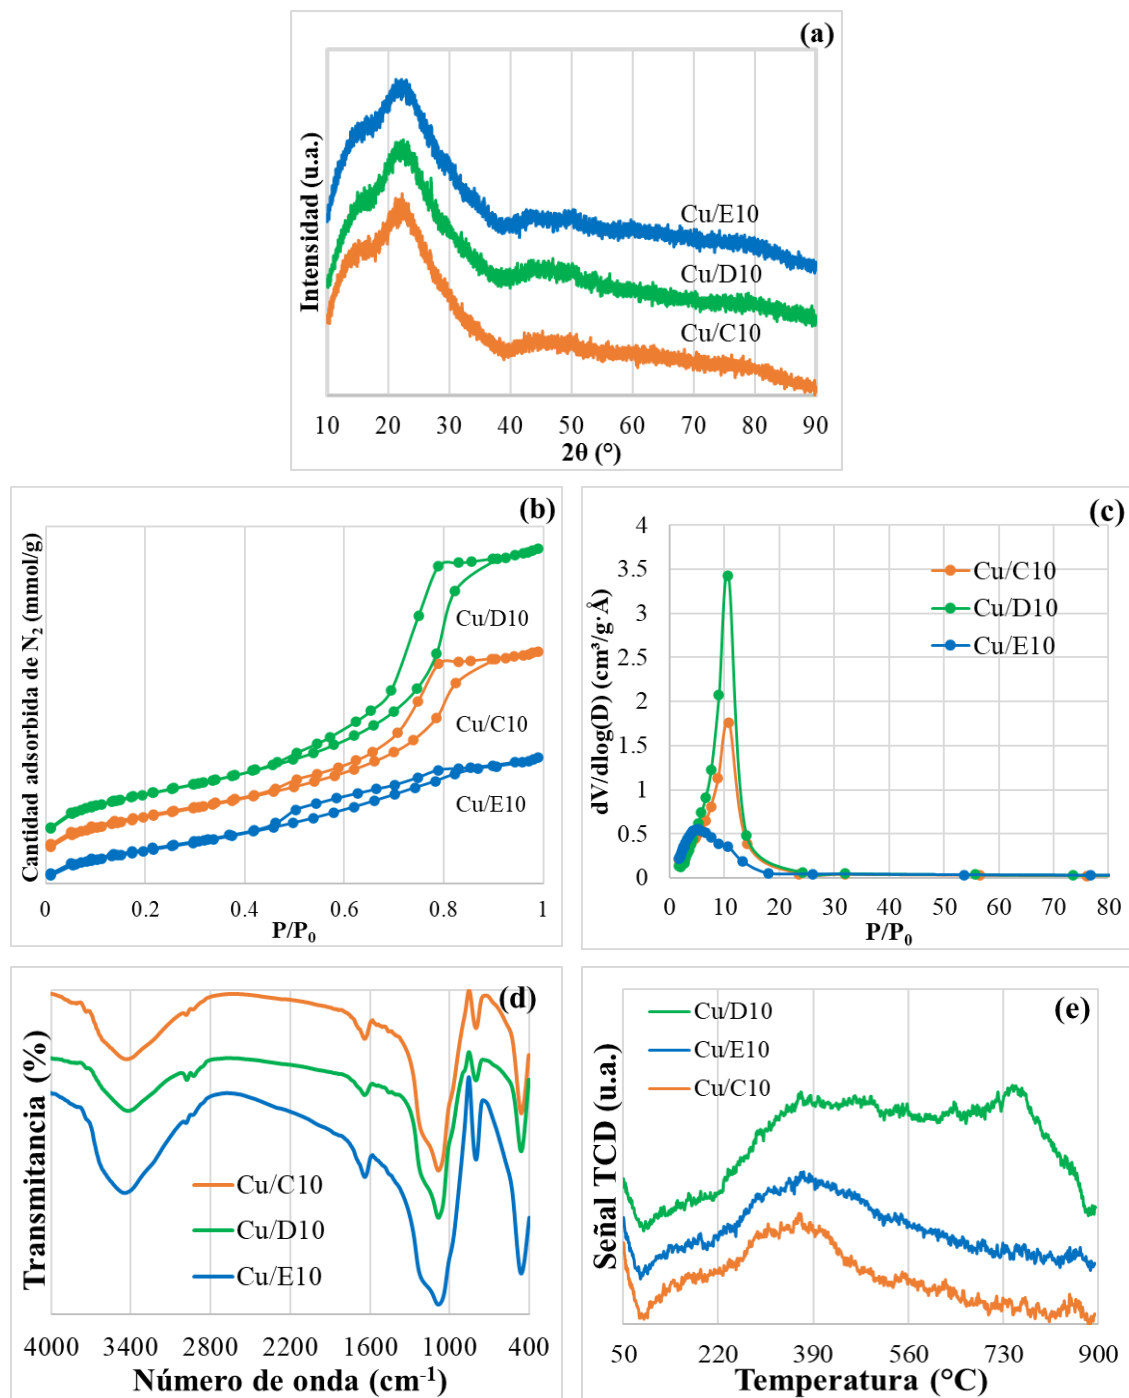 (a)
Intensidad (u.a.)
Cu/E10
Cu/D10
Cu/C10
10 20 30 40 50 60 70 80 90
2θ (°)
(b)
Cantidad adsorbida de N₂ (mmol/g)
Cu/D10
Cu/C10
Cu/E10
0 0.2 0.4 0.6 0.8 1
P/P₀
(c)
dV/dlog(D) (cm³/g·Å)
4
3.5
3
2.5
2
1.5
1
0.5
0
Cu/C10
Cu/D10
Cu/E10
0 10 20 30 40 50 60 70 80
P/P₀
(d)
Transmitancia (%)
Cu/C10
Cu/D10
Cu/E10
4000 3400 2800 2200 1600 1000 400
Número de onda (cm⁻¹)
(e)
Señal TCD (u.a.)
Cu/D10
Cu/E10
Cu/C10
50 220 390 560 730 900
Temperatura (°C)